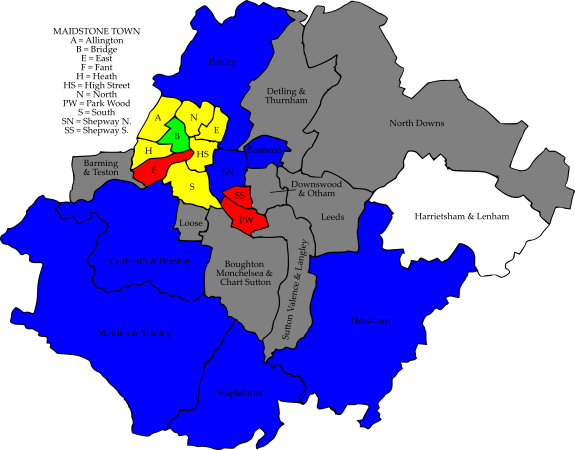 MAIDSTONE TOWN
A = Allington
B = Bridge
E = East
F = Fant
H = Heath
HS = High Street
N = North
PW = Park Wood
S = South
SN = Shepway N.
SS = Shepway S.
Boxley
Detling &
Thurnham
North Downs
A
N
E
B
H
HS
F
Barming
& Teston
Bearsted
SN
S
SS
PW
Downswood
& Otham
Leeds
Harrietsham & Lenham
Loose
Coxheath & Hunton
Boughton
Monchelsea &
Chart Sutton
Sutton Valence & Langley
Marden & Yalding
Headcorn
Staplehurst